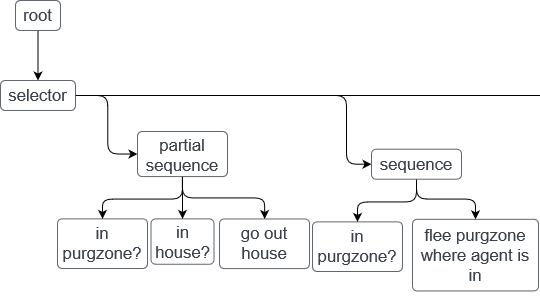 root
selector
partial
sequence
sequence
in
purgzone?
in
house?
go out
house
in
purgzone?
flee purgzone
where agent is
in